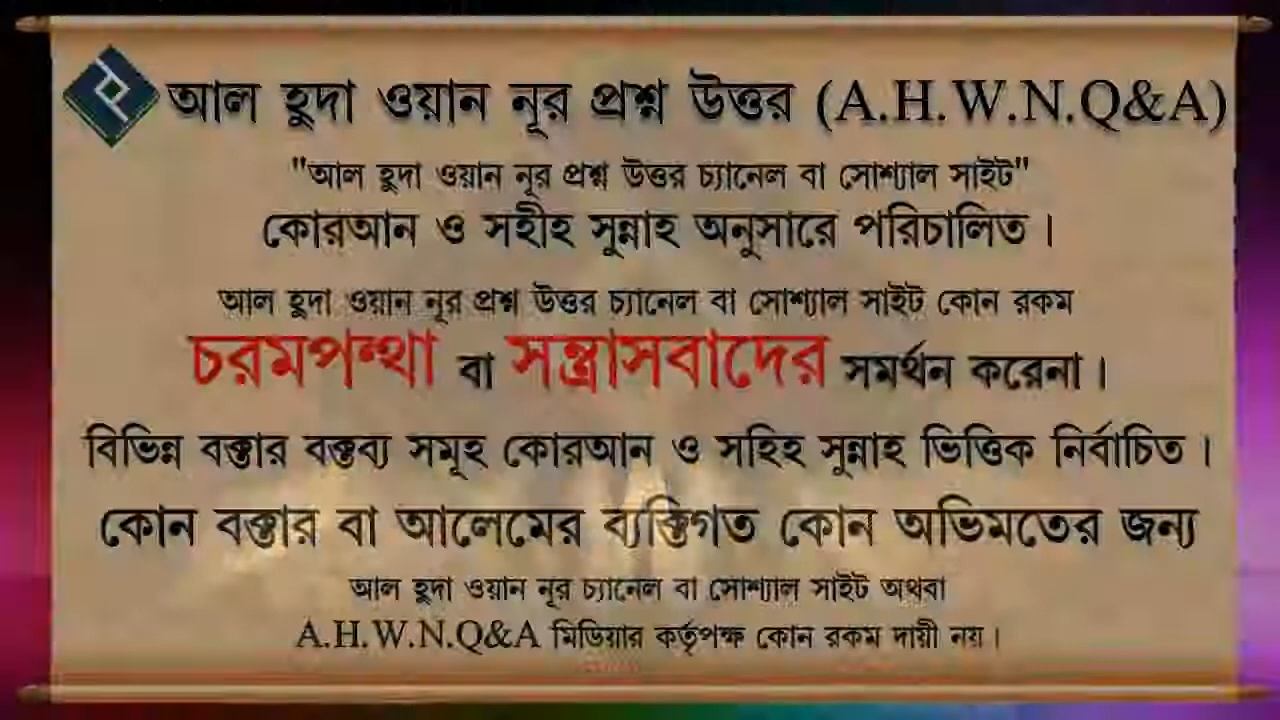 আল হুদা ওয়ান নূর প্রশ্ন উত্তর (A.H.W.N.Q&A)
"আল হুদা ওয়ান নূর প্রশ্ন উত্তর চ্যানেল বা সোশ্যাল সাইট"
কোরআন ও সহীহ সুন্নাহ অনুসারে পরিচালিত ।
আল হুদা ওয়ান নূর প্রশ্ন উত্তর চ্যানেল বা সোশ্যাল সাইট কোন রকম
চরমপন্থা বা সন্ত্রাসবাদের সমর্থন করেনা ।
বিভিন্ন বক্তার বক্তব্য সমূহ কোরআন ও সহিহ সুন্নাহ ভিত্তিক নির্বাচিত ।
কোন বক্তার বা আলেমের ব্যক্তিগত কোন অভিমতের জন্য
আল হুদা ওয়ান নূর চ্যানেল বা সোশ্যাল সাইট অথবা
A.H.W.N.Q&A মিডিয়ার কর্তৃপক্ষ কোন রকম দায়ী নয় ।